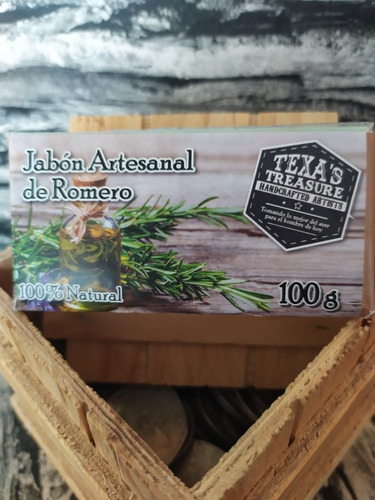 Jabón Artesanal
de Romero
100% Natural
TEXA'S
TREASURE
HANDCRAFTED ARTISTS
Tomando lo mejor del ayer
para el hombre de hoy
100 g